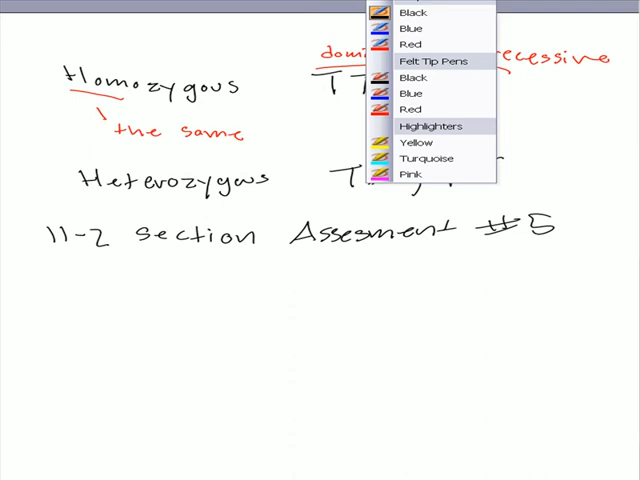 Black
Blue
Red
Felt Tip Pens
Black
Blue
Red
Highlighters
Yellow
Turquoise
Pink
Homozygous
the same
Heterozygous
11-2 section Assesment #5